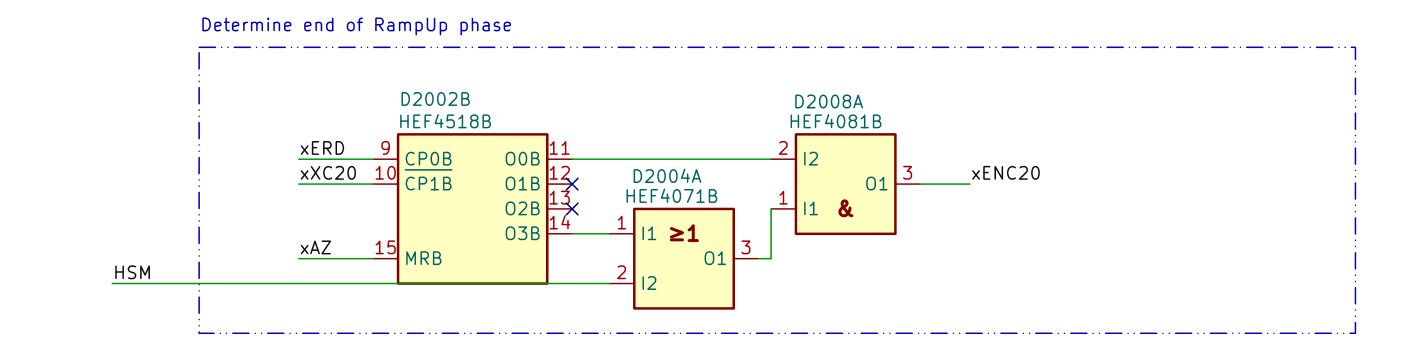 Determine end of RampUp phase
D2002B
HEF4518B
D2008A
HEF4081B
xERD
9
CP0B
O0B
11
2
I2
xXC20
10
CP1B
O1B
12
D2004A
HEF4071B
O1
3
xENC20
O2B
13
1
I1
&
O3B
14
1
I1
≥1
xAZ
15
MRB
O1
3
HSM
2
I2